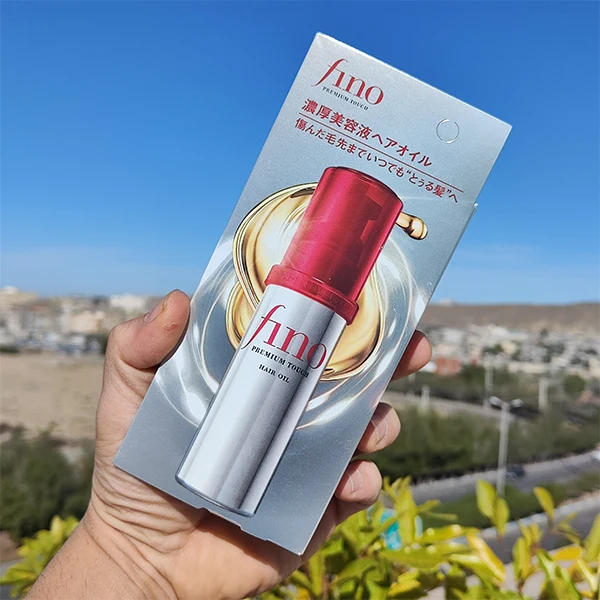 fino
PREMIUM TOUCH
濃厚美容液ヘアオイル
傷んだ毛先までいつでも“とぅる髪”へ
fino
PREMIUM TOUCH
HAIR OIL